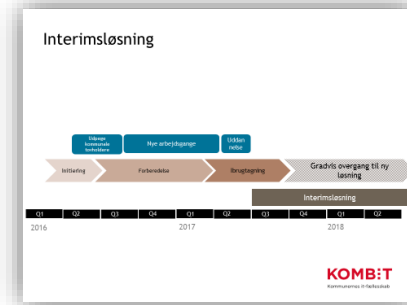 Interimsløsning
Udpege
kommunale
forholdere
Nye arbejdsgange
Uddan
nelse
Initiering
Forberedelse
Ibrugtagning
Gradvis overgang til ny
løsning
Interimsløsning
Q1 Q2 Q3 Q4 Q1 Q2 Q3 Q4 Q1 Q2
2016 2017 2018
KOMBIT
Kommunernes it-fællesskab